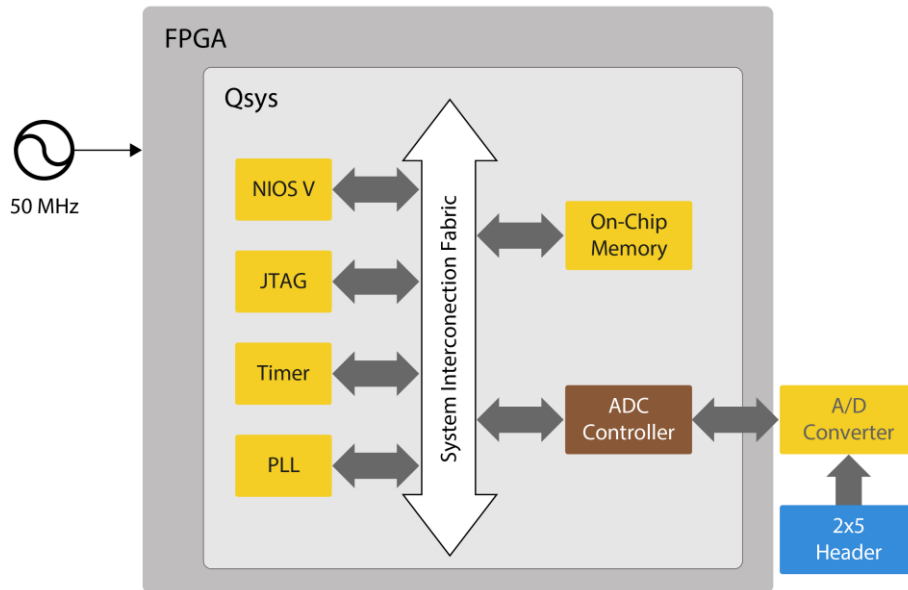 FPGA
Qsys
50 MHz
NIOS V
JTAG
Timer
PLL
System Interconection Fabric
On-Chip
Memory
ADC
Controller
A/D
Converter
2x5
Header